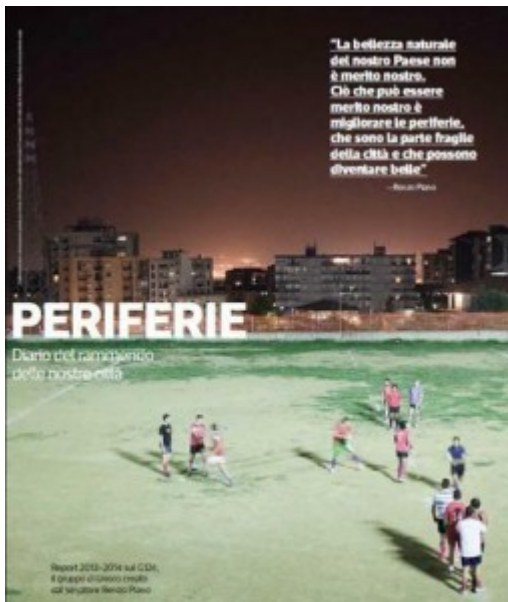 "La bellezza naturale
del nostro Paese non
è merito nostro.
Ciò che può essere
merito nostro è
migliorare le periferie,
che sono la parte fragile
della città e che possono
diventare belle"
—Renzo Piano
PERIFERIE
Diario del rammendo
delle nostre città
Report 2013-2014 sul G124,
il gruppo di lavoro creato
dal senatore Renzo Piano